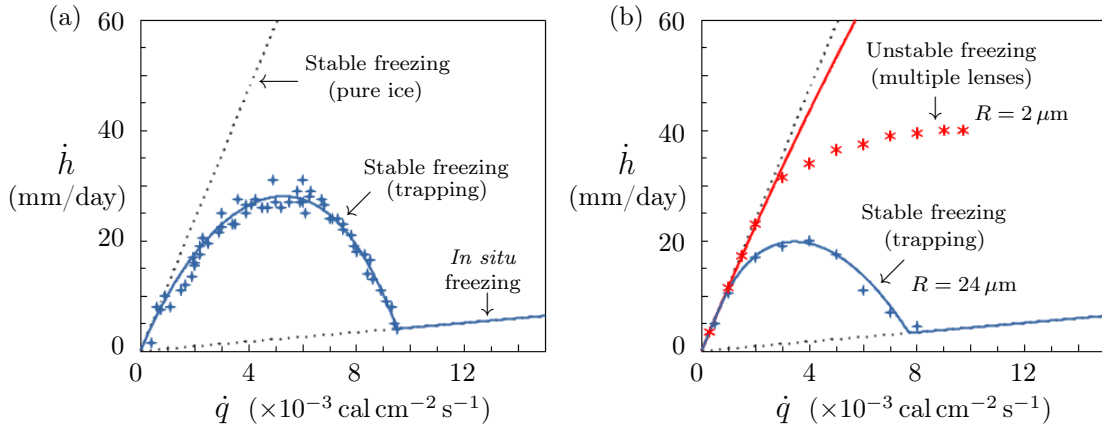 (a)
60
40
20
0
ḣ
(mm/day)
Stable freezing
(pure ice)
Stable freezing
(trapping)
In situ
freezing
0
4
8
12
q̇ (×10⁻³ cal cm⁻² s⁻¹)
(b)
60
40
20
0
ḣ
(mm/day)
Unstable freezing
(multiple lenses)
R = 2 μm
Stable freezing
(trapping)
R = 24 μm
0
4
8
12
q̇ (×10⁻³ cal cm⁻² s⁻¹)